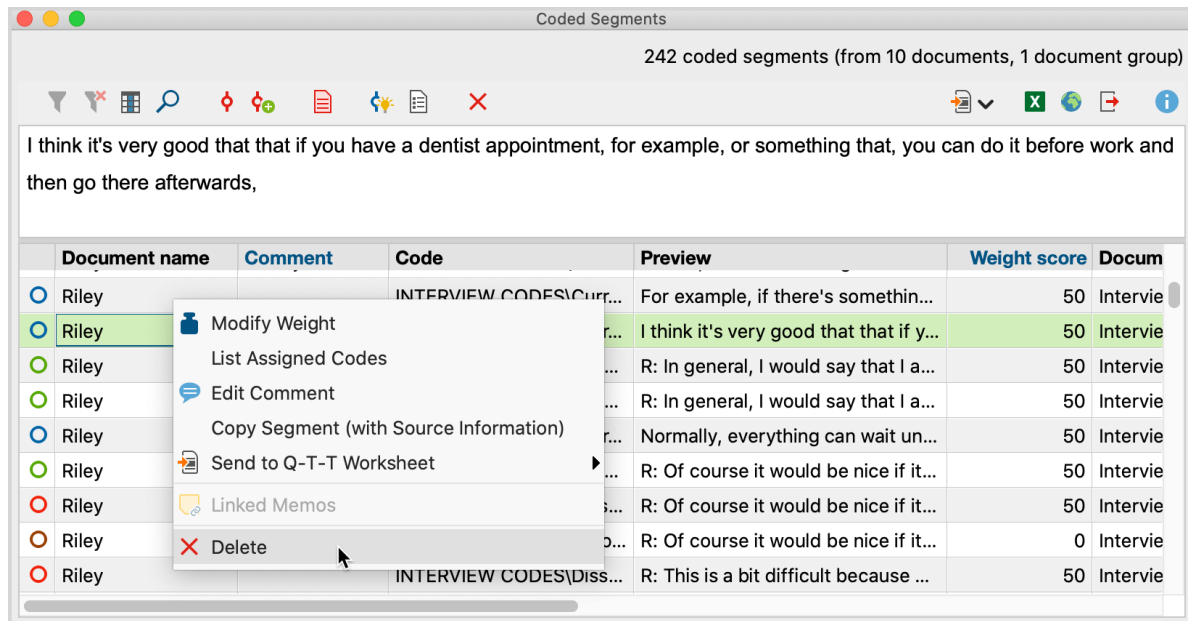 Coded Segments
242 coded segments (from 10 documents, 1 document group)
I think it's very good that that if you have a dentist appointment, for example, or something that, you can do it before work and
then go there afterwards,
Document name Comment Code Preview Weight score Docum
Riley INTERVIEW CODES\Curr... For example, if there's somethin... 50 Intervie
Riley r... I think it's very good that that if y... 50 Intervie
Riley ... R: In general, I would say that I a... 50 Intervie
Riley ... R: In general, I would say that I a... 50 Intervie
Riley r... Normally, everything can wait un... 50 Intervie
Riley ... R: Of course it would be nice if it... 50 Intervie
Riley s... R: Of course it would be nice if it... 50 Intervie
Riley o... R: Of course it would be nice if it... 0 Intervie
Riley INTERVIEW CODES\Diss... R: This is a bit difficult because ... 50 Intervie
Modify Weight
List Assigned Codes
Edit Comment
Copy Segment (with Source Information)
Send to Q-T-T Worksheet
Linked Memos
Delete